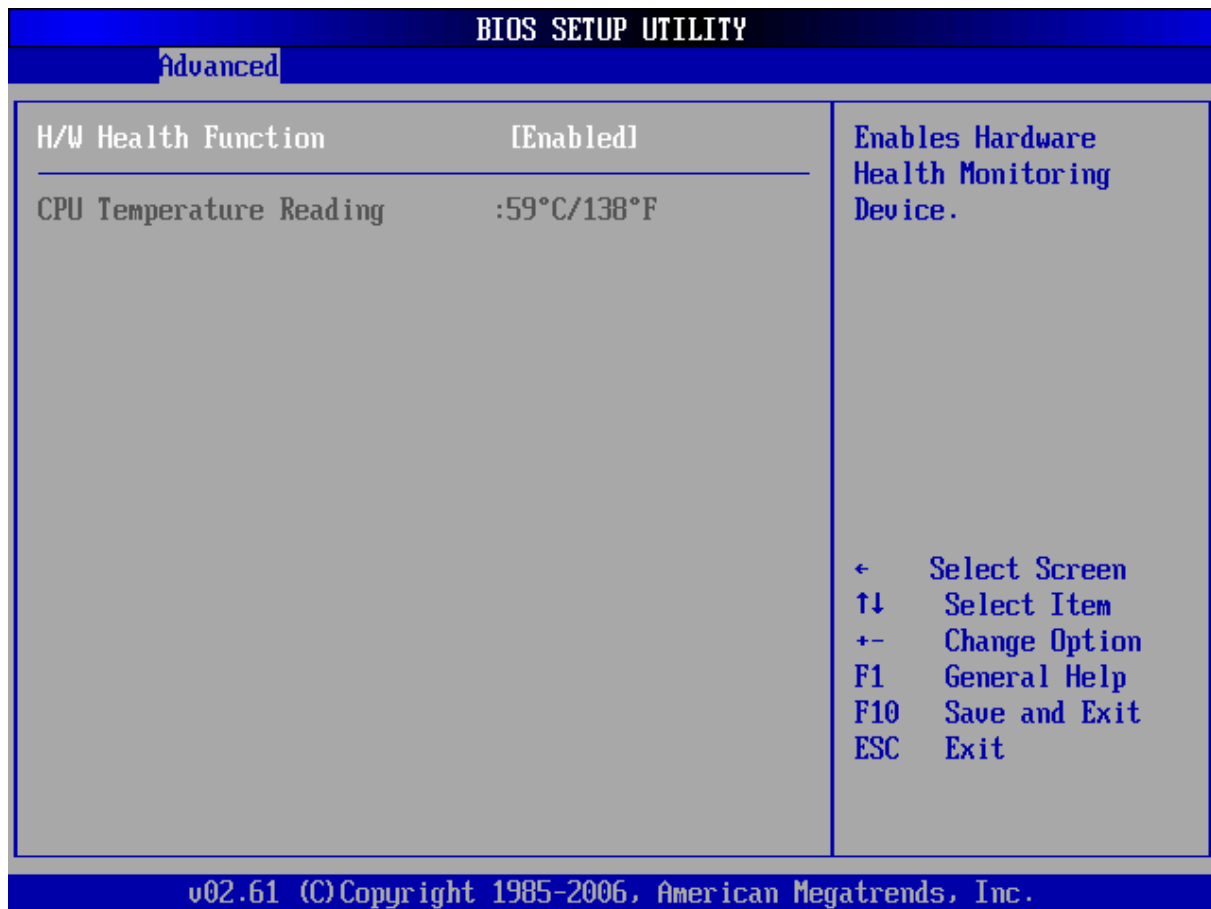 BIOS SETUP UTILITY
Advanced
H/W Health Function [Enabled]
CPU Temperature Reading :59°C/138°F
Enables Hardware
Health Monitoring
Device.
← Select Screen
↑↓ Select Item
+- Change Option
F1 General Help
F10 Save and Exit
ESC Exit
v02.61 (C)Copyright 1985-2006, American Megatrends, Inc.